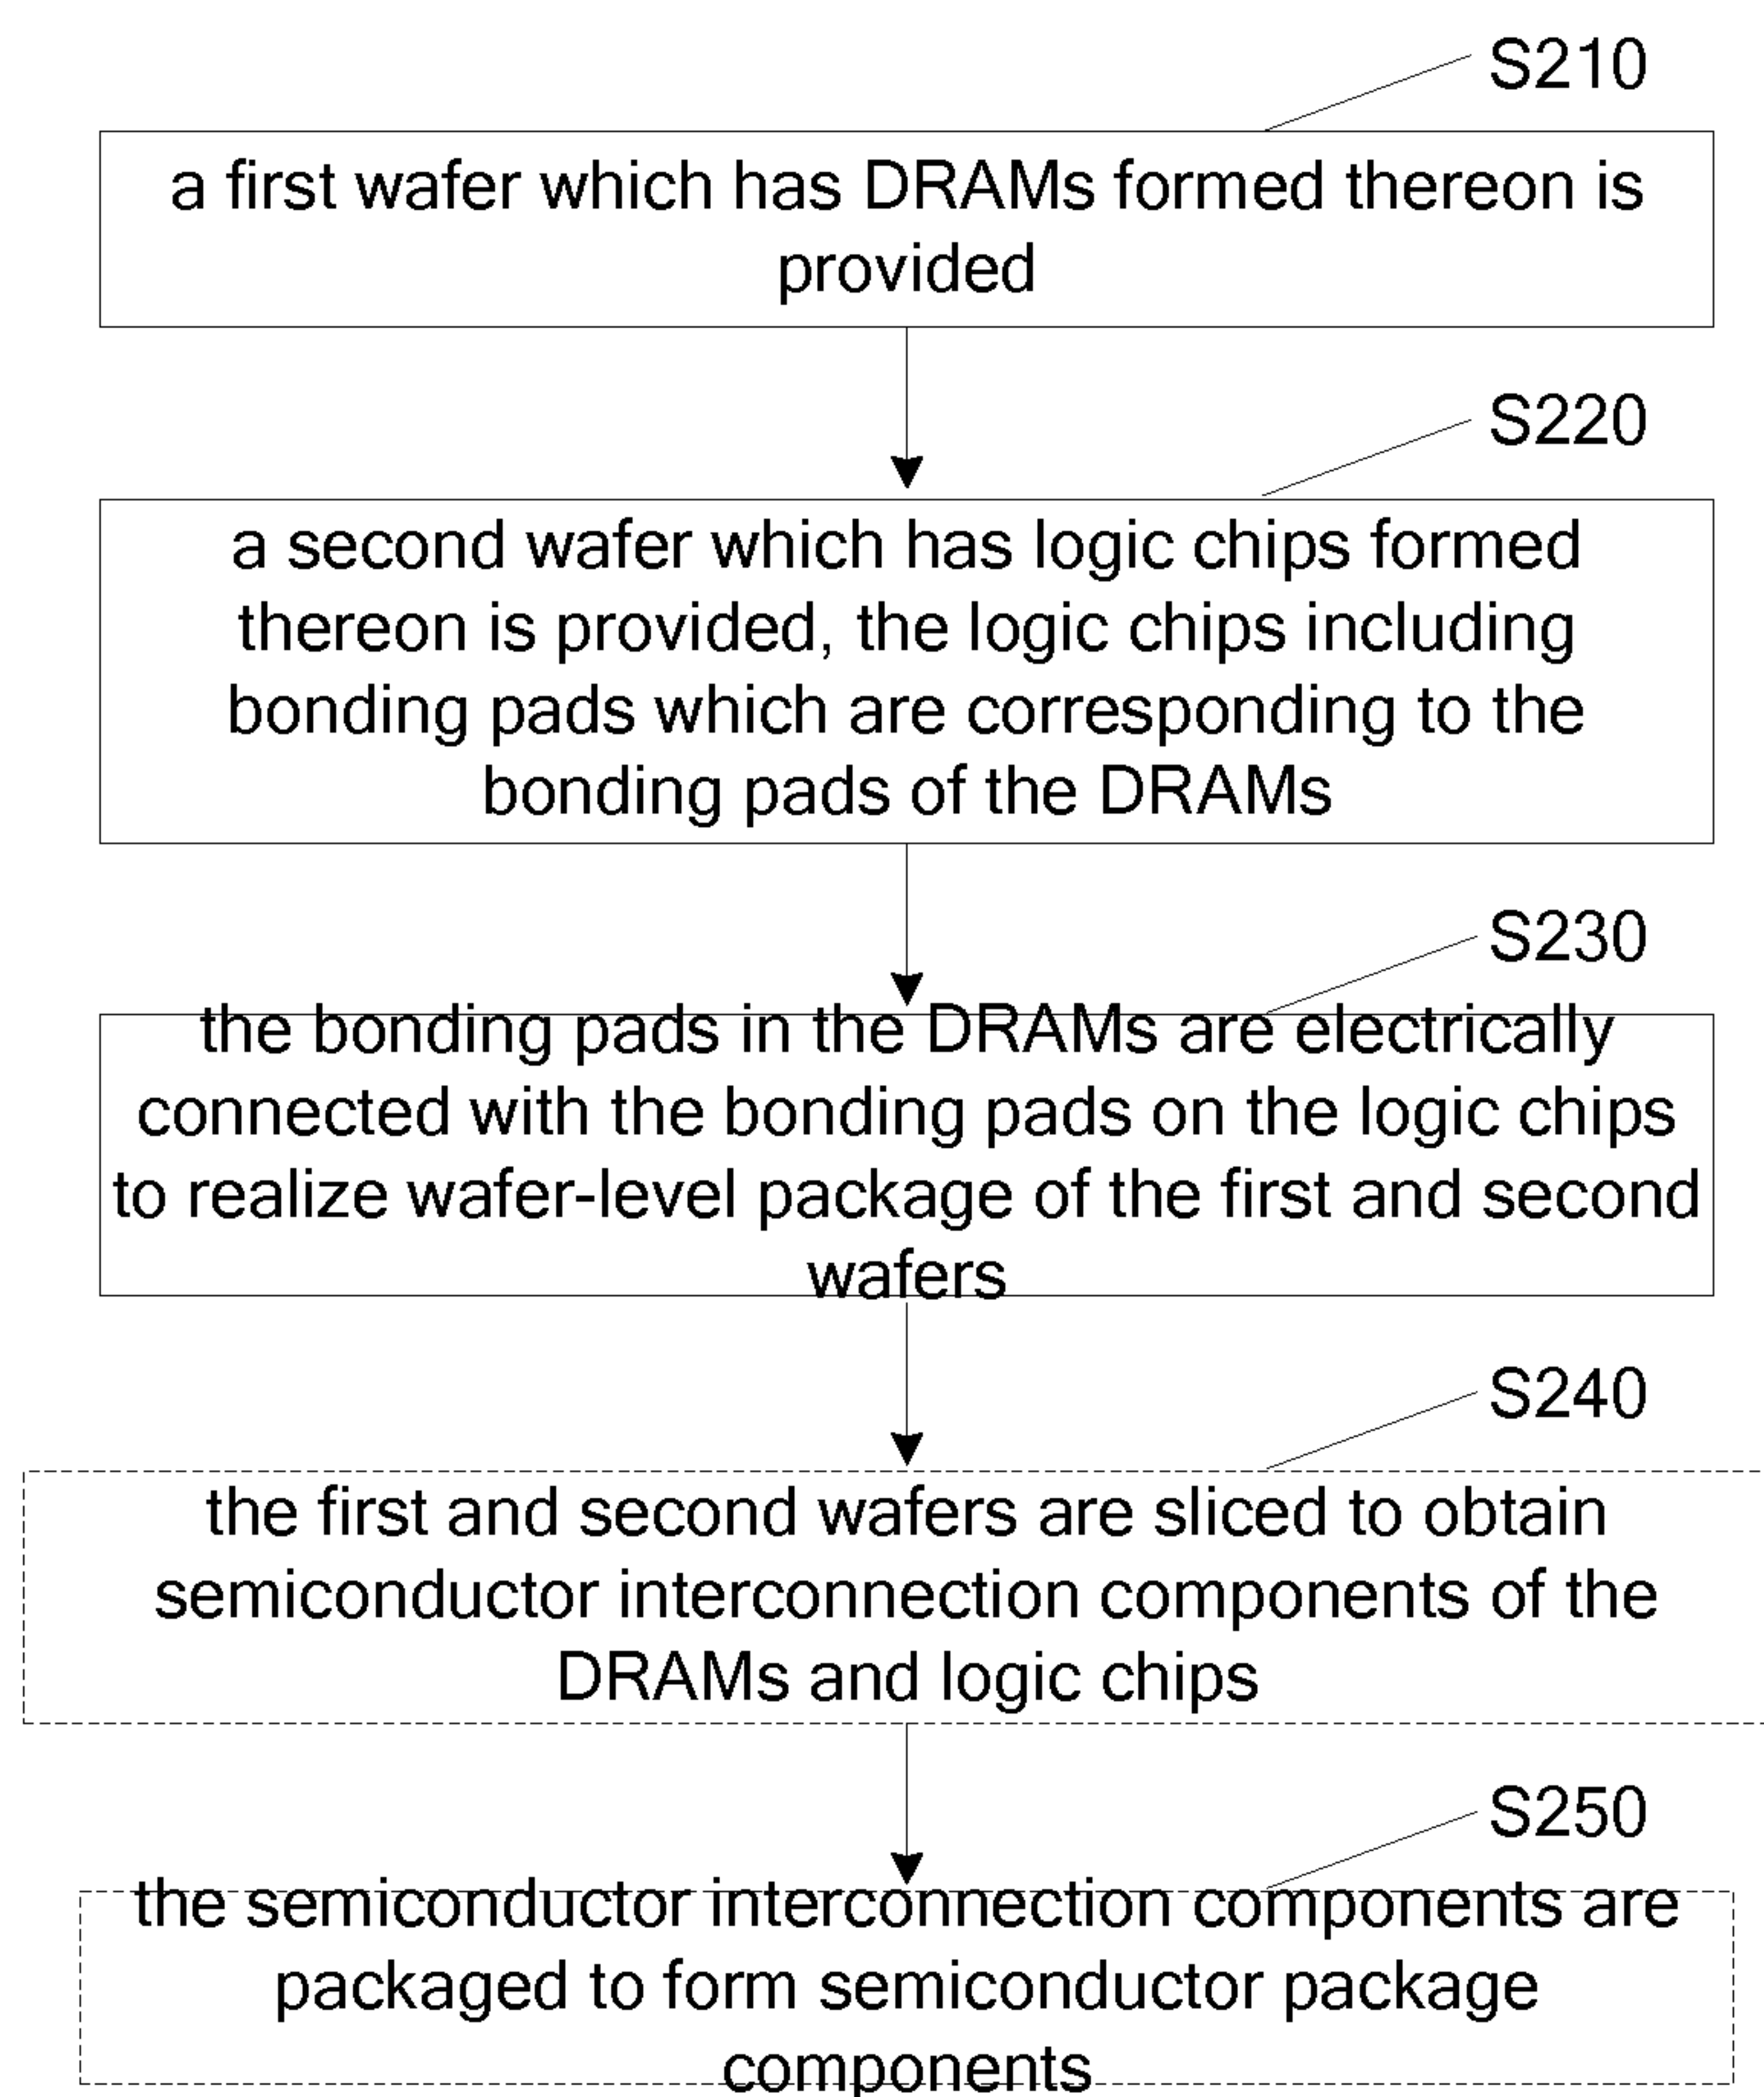 S210
a first wafer which has DRAMs formed thereon is
provided
S220
a second wafer which has logic chips formed
thereon is provided, the logic chips including
bonding pads which are corresponding to the
bonding pads of the DRAMs
S230
the bonding pads in the DRAMs are electrically
connected with the bonding pads on the logic chips
to realize wafer-level package of the first and second
wafers
S240
the first and second wafers are sliced to obtain
semiconductor interconnection components of the
DRAMs and logic chips
S250
the semiconductor interconnection components are
packaged to form semiconductor package
components